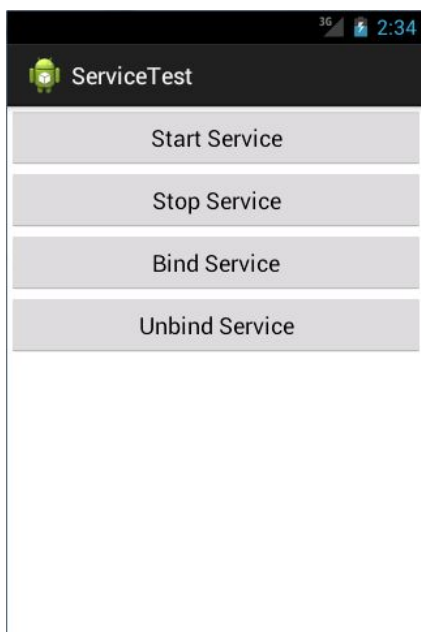 3G 2:34
ServiceTest
Start Service
Stop Service
Bind Service
Unbind Service